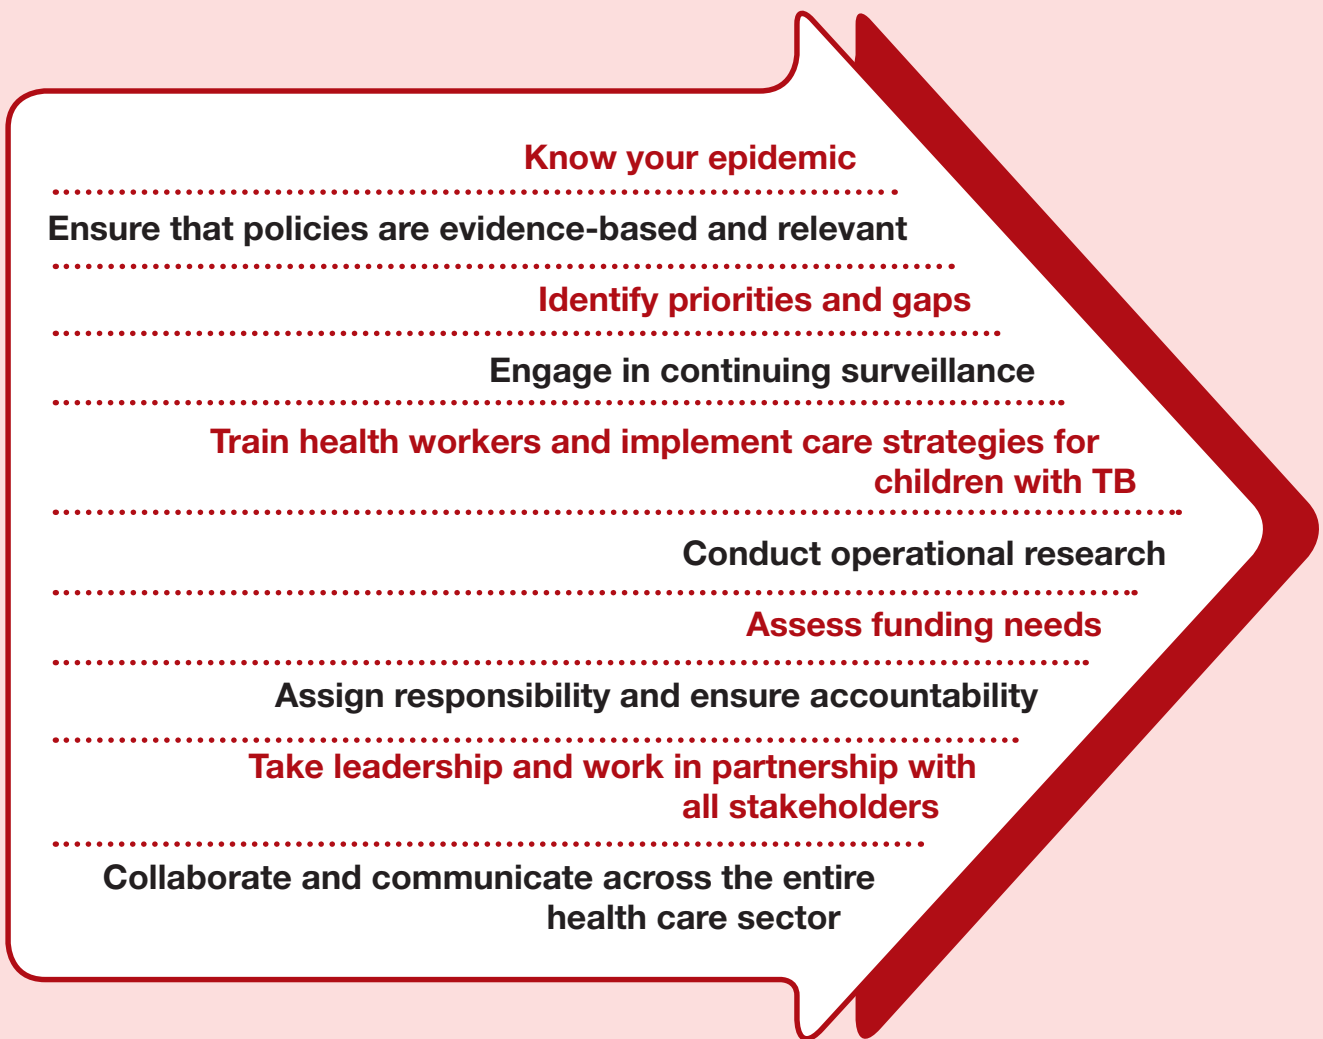 Know your epidemic
Ensure that policies are evidence-based and relevant
Identify priorities and gaps
Engage in continuing surveillance
Train health workers and implement care strategies for
children with TB
Conduct operational research
Assess funding needs
Assign responsibility and ensure accountability
Take leadership and work in partnership with
all stakeholders
Collaborate and communicate across the entire
health care sector